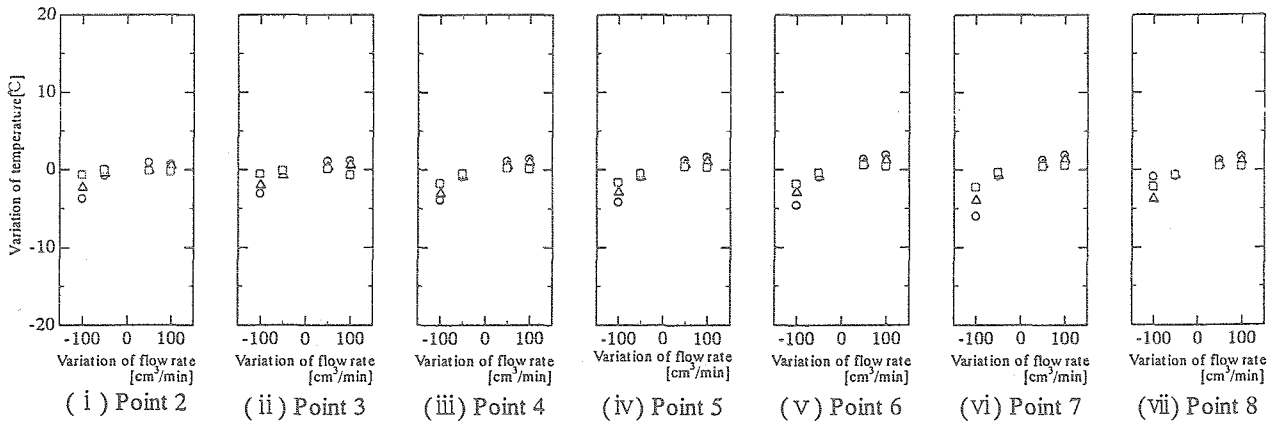 Variation of temperature[C]
20
10
0
-10
-20
-100 0 100
Variation of flow rate
[cm³/min]
(i) Point 2
-100 0 100
Variation of flow rate
[cm³/min]
(ii) Point 3
-100 0 100
Variation of flow rate
[cm³/min]
(iii) Point 4
-100 0 100
Variation of flow rate
[cm³/min]
(iv) Point 5
-100 0 100
Variation of flow rate
[cm³/min]
(v) Point 6
-100 0 100
Variation of flow rate
[cm³/min]
(vi) Point 7
-100 0 100
Variation of flow rate
[cm³/min]
(vii) Point 8